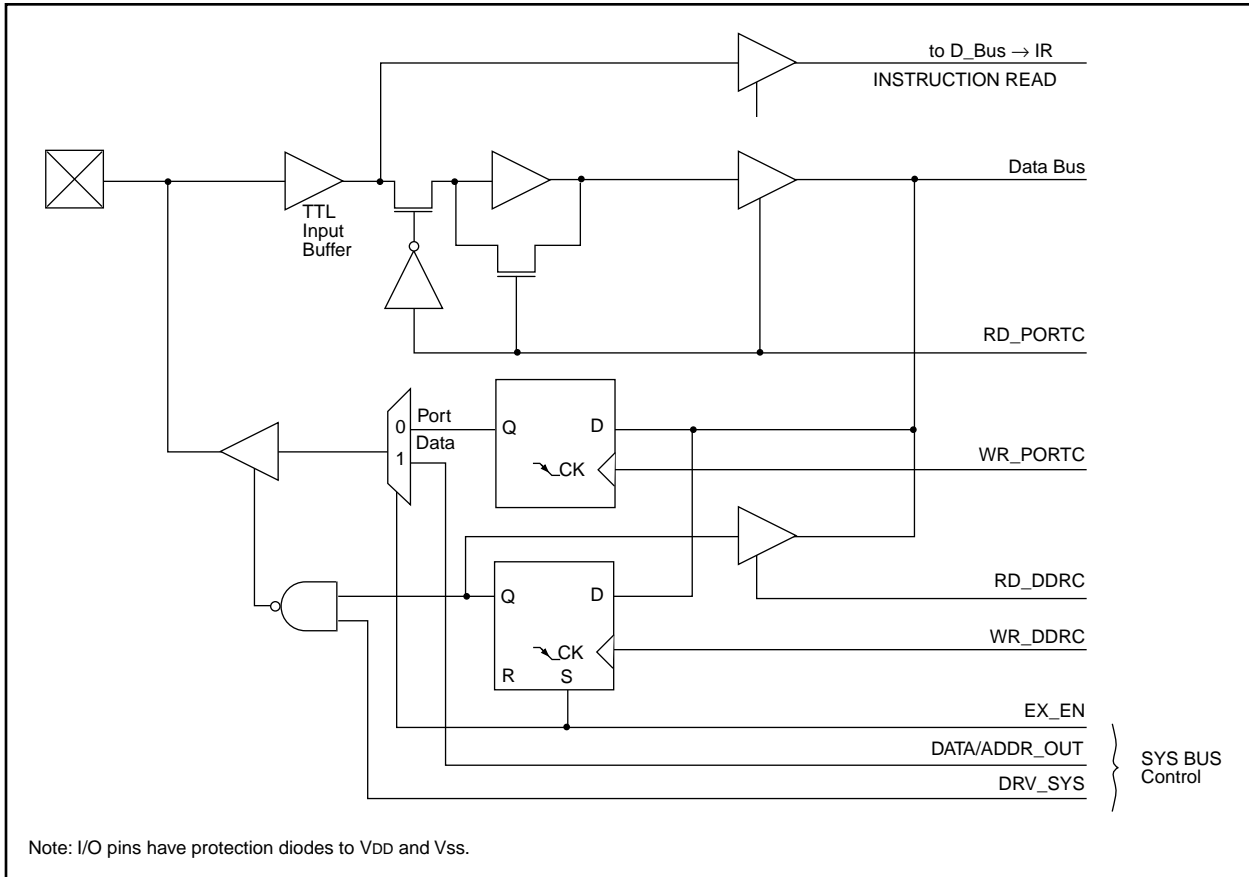 to D_Bus → IR
INSTRUCTION READ
Data Bus
TTL
Input
Buffer
RD_PORTC
0
Port
Q
D
Data
1
WR_PORTC
CK
RD_DDRC
Q
D
WR_DDRC
CK
R
S
EX_EN
DATA/ADDR_OUT
SYS BUS
Control
DRV_SYS
Note: I/O pins have protection diodes to VDD and Vss.